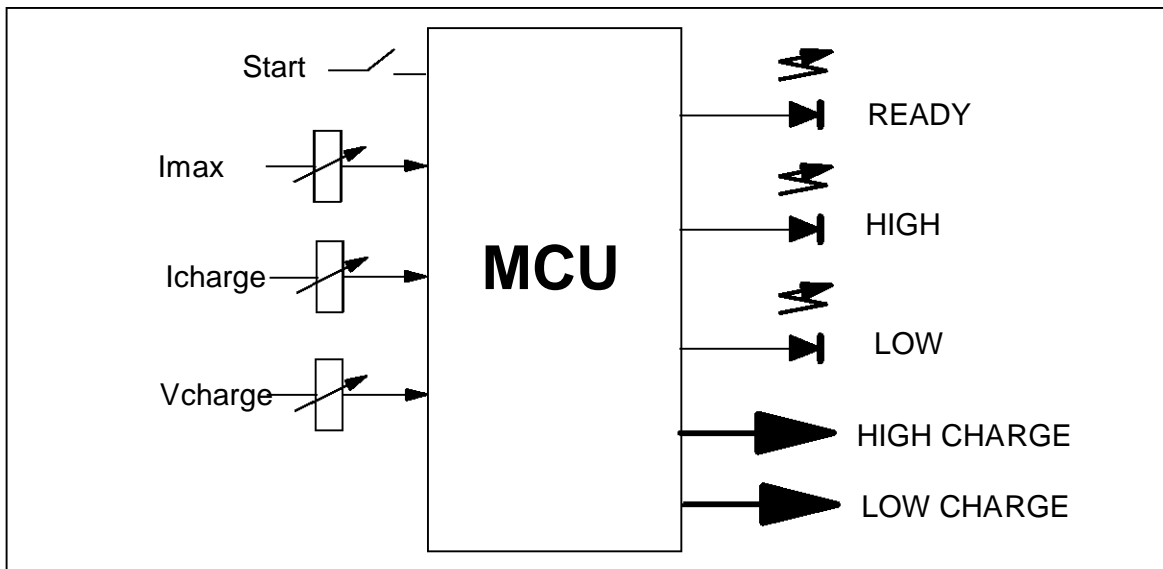 Start
Imax
Icharge
Vcharge
MCU
READY
HIGH
LOW
HIGH CHARGE
LOW CHARGE